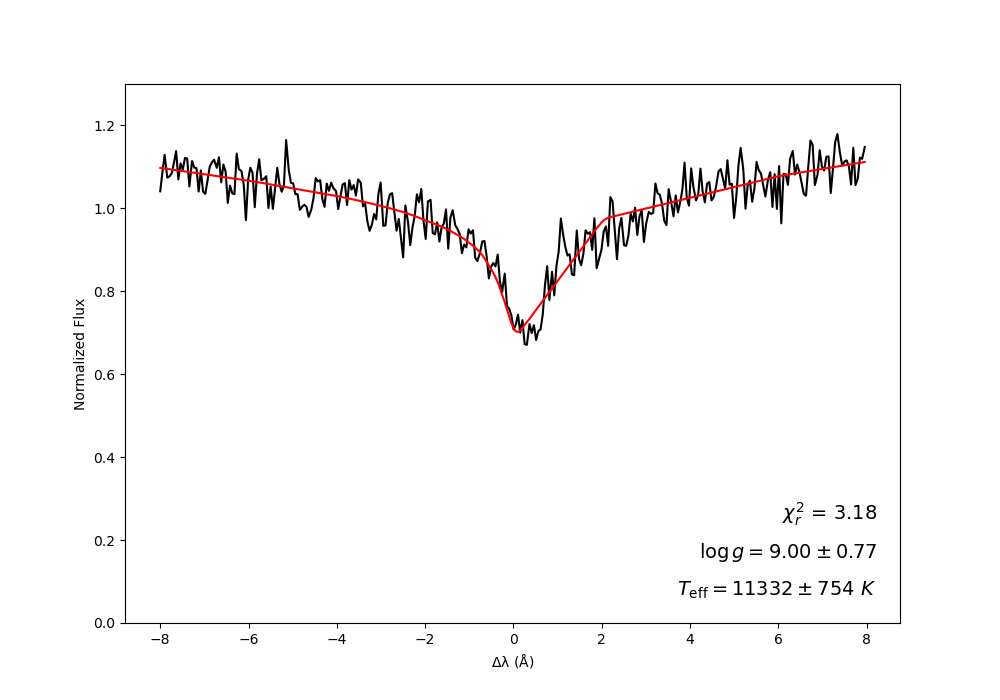 1.2
1.0
0.8
0.6
0.4
0.2
0.0
Normalized Flux
χ²ᵣ = 3.18
log g = 9.00 ± 0.77
T_eff = 11332 ± 754 K
−8 −6 −4 −2 0 2 4 6 8
Δλ (Å)